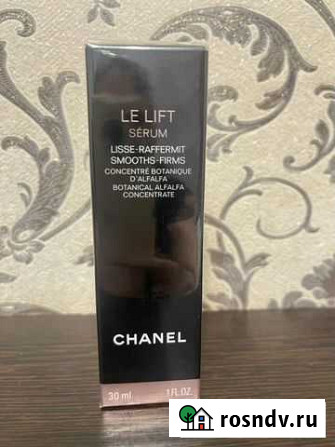 LE LIFT
SÉRUM
LISSE-RAFFERMIT
SMOOTHS-FIRMS
CONCENTRÉ BOTANIQUE
D'ALFALFA
BOTANICAL ALFALFA
CONCENTRATE
CHANEL
30 ml 1 FL.OZ.
rosndv.ru